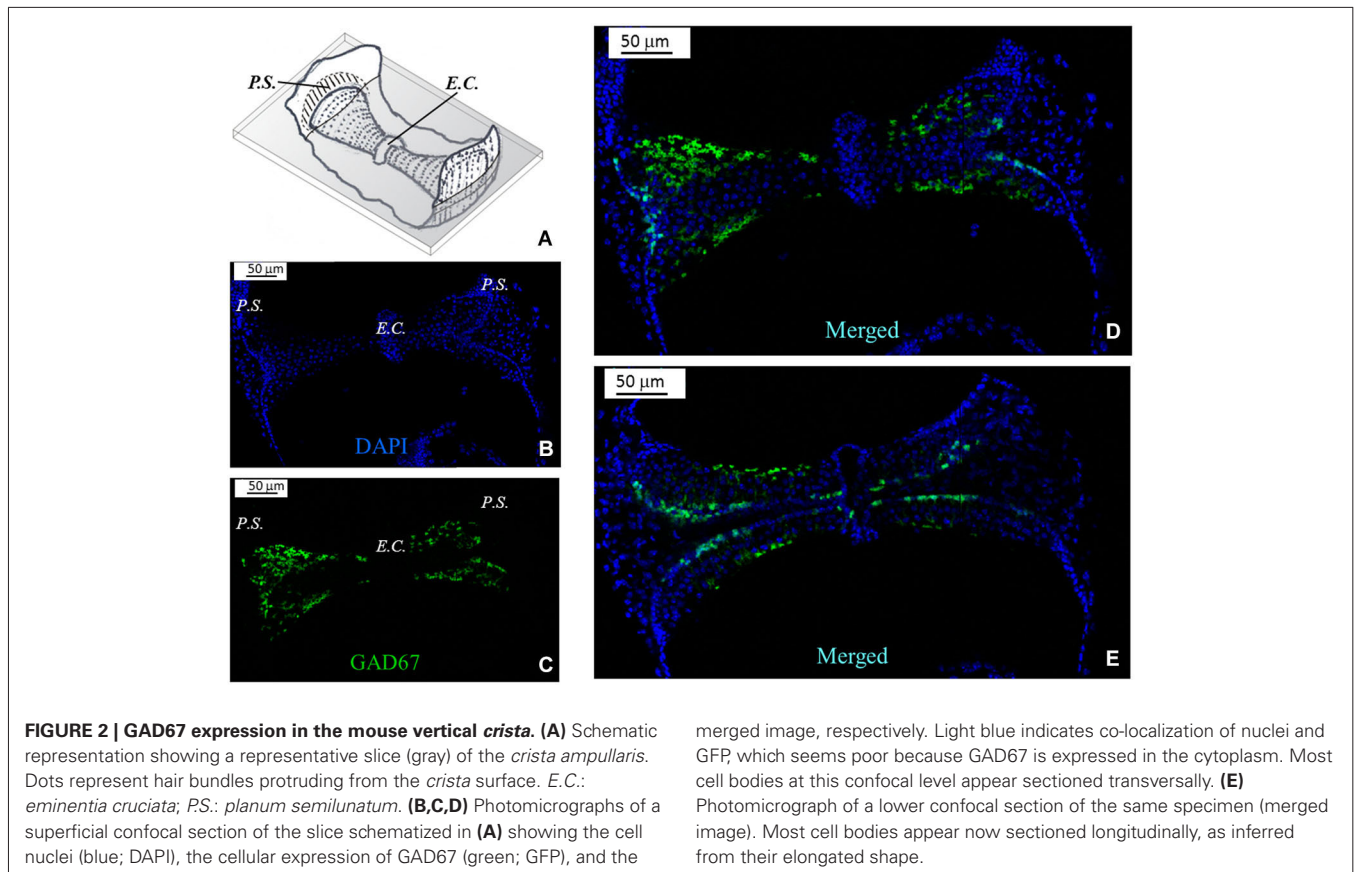 P.S.
E.C.
A
50 µm
P.S.
P.S.
E.C.
DAPI
B
50 µm
P.S.
P.S.
E.C.
GAD67
C
50 µm
Merged
D
50 µm
Merged
E
FIGURE 2 | GAD67 expression in the mouse vertical crista. (A) Schematic
representation showing a representative slice (gray) of the crista ampullaris.
Dots represent hair bundles protruding from the crista surface. E.C.:
eminentia cruciata; P.S.: planum semilunatum. (B,C,D) Photomicrographs of a
superficial confocal section of the slice schematized in (A) showing the cell
nuclei (blue; DAPI), the cellular expression of GAD67 (green; GFP), and the
merged image, respectively. Light blue indicates co-localization of nuclei and
GFP, which seems poor because GAD67 is expressed in the cytoplasm. Most
cell bodies at this confocal level appear sectioned transversally. (E)
Photomicrograph of a lower confocal section of the same specimen (merged
image). Most cell bodies appear now sectioned longitudinally, as inferred
from their elongated shape.